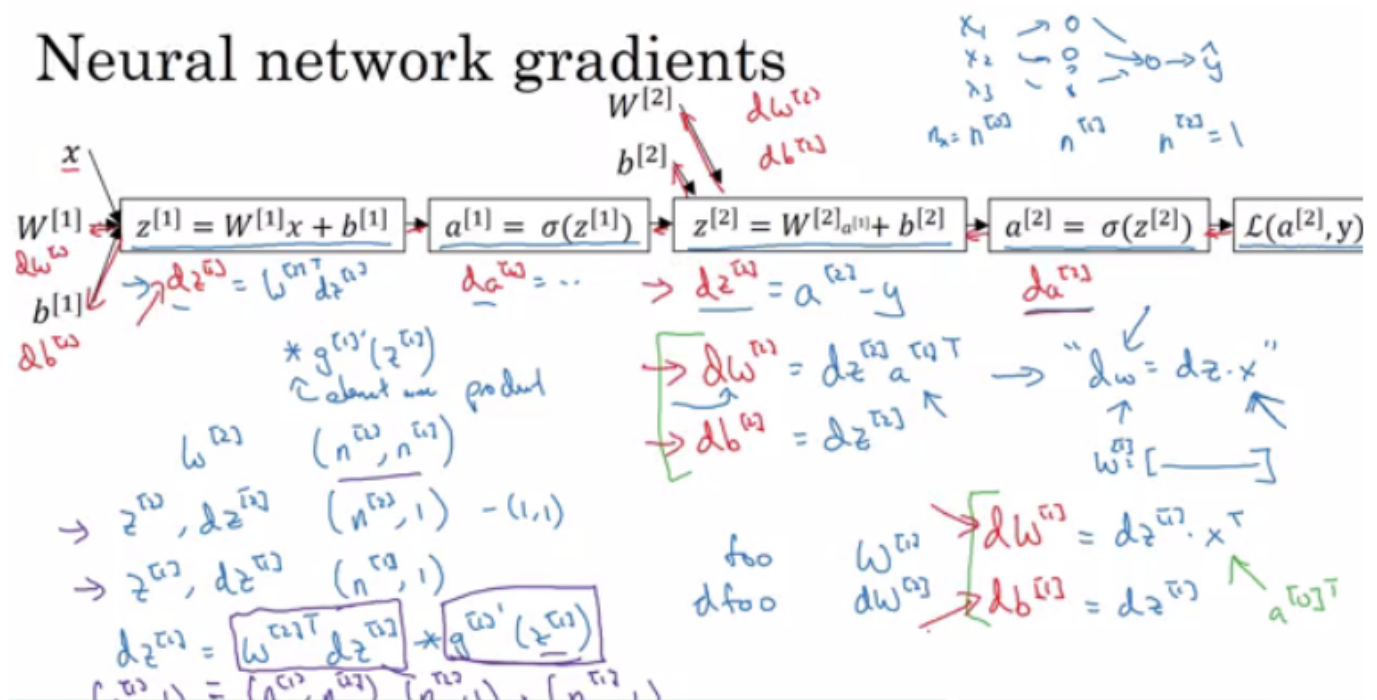 Neural network gradients
x₁
x₂
x₃
ŷ
nₓ = n^[0] n^[1] n^[2] = 1
W^[2] dw^[2]
b^[2] db^[2]
x
W^[1] z^[1] = W^[1]x + b^[1] a^[1] = σ(z^[1]) z^[2] = W^[2]a^[1] + b^[2] a^[2] = σ(z^[2]) ℒ(a^[2], y)
dw^[1]
b^[1] dz^[1] = W^[2]T dz^[2] da^[1] = ... dz^[2] = a^[2] - y da^[2]
db^[1]
* g^[1]'(z^[1])
product
dw^[2] = dz^[2] a^[1]T → "dw = dz · x"
db^[2] = dz^[2]
W^[2] (n^[2], n^[1])
z^[2], dz^[2] (n^[2], 1) - (1,1)
z^[1], dz^[1] (n^[1], 1)
foo W^[1] dW^[1] = dz^[1] · x^T
dfoo dW^[1] db^[1] = dz^[1] a^[0]T
dz^[1] = W^[2]T dz^[2] * g^[1]'(z^[1])